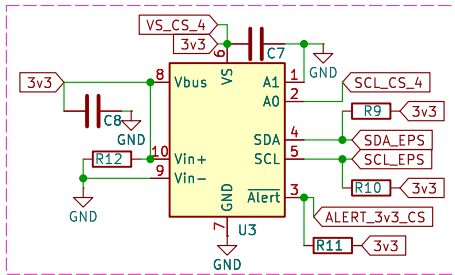 VS_CS_4
3v3
6
C7
GND
VS
3v3
8
Vbus
A1
1
A0
2
SCL_CS_4
C8
GND
R9
3v3
SDA
4
SDA_EPS
R12
10
Vin+
SCL
5
SCL_EPS
9
Vin-
R10
3v3
GND
GND
Alert
3
ALERT_3v3_CS
7
U3
R11
3v3
GND